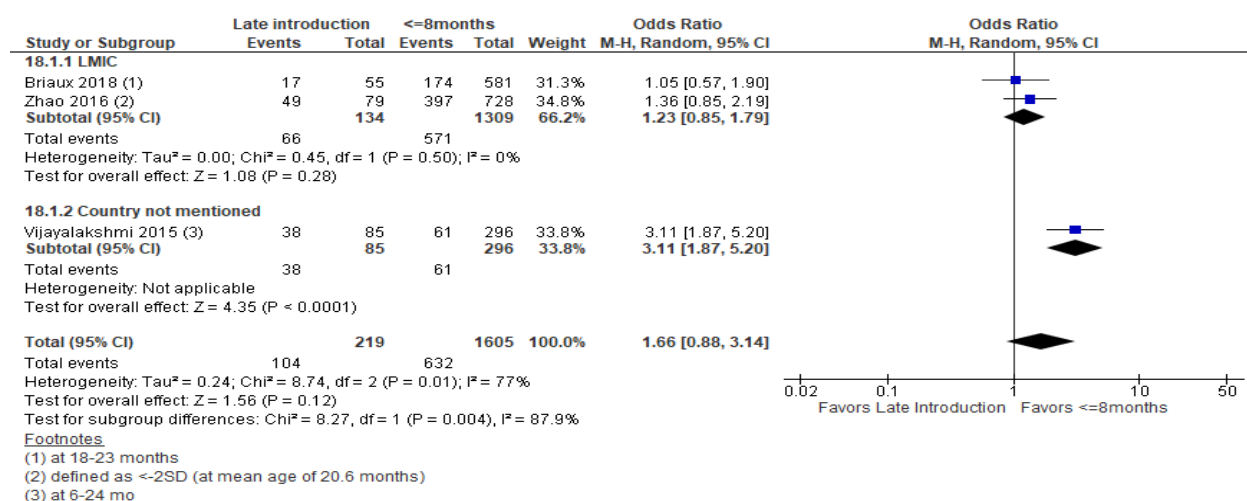 Late introduction <=8months Odds Ratio Odds Ratio
Study or Subgroup Events Total Events Total Weight M-H, Random, 95% CI M-H, Random, 95% CI
18.1.1 LMIC
Briaux 2018 (1) 17 55 174 581 31.3% 1.05 [0.57, 1.90]
Zhao 2016 (2) 49 79 397 728 34.8% 1.36 [0.85, 2.19]
Subtotal (95% CI) 134 1309 66.2% 1.23 [0.85, 1.79]
Total events 66 571
Heterogeneity: Tau² = 0.00; Chi² = 0.45, df = 1 (P = 0.50); I² = 0%
Test for overall effect: Z = 1.08 (P = 0.28)
18.1.2 Country not mentioned
Vijayalakshmi 2015 (3) 38 85 61 296 33.8% 3.11 [1.87, 5.20]
Subtotal (95% CI) 85 296 33.8% 3.11 [1.87, 5.20]
Total events 38 61
Heterogeneity: Not applicable
Test for overall effect: Z = 4.35 (P < 0.0001)
Total (95% CI) 219 1605 100.0% 1.66 [0.88, 3.14]
Total events 104 632
Heterogeneity: Tau² = 0.24; Chi² = 8.74, df = 2 (P = 0.01); I² = 77%
Test for overall effect: Z = 1.56 (P = 0.12)
Test for subgroup differences: Chi² = 8.27, df = 1 (P = 0.004), I² = 87.9%
0.02 0.1 1 10 50
Favors Late Introduction Favors <=8months
Footnotes
(1) at 18-23 months
(2) defined as <-2SD (at mean age of 20.6 months)
(3) at 6-24 mo